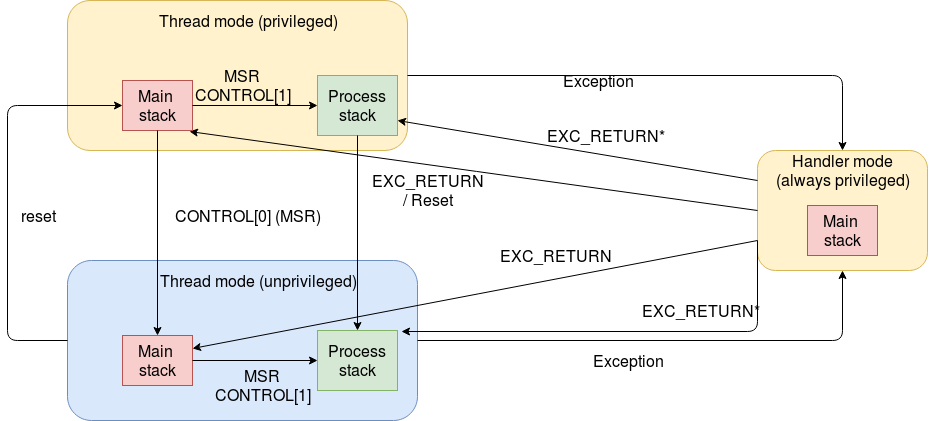 Thread mode (privileged)
MSR
CONTROL[1]
Main
stack
Process
stack
Exception
EXC_RETURN*
Handler mode
(always privileged)
Main
stack
EXC_RETURN
/ Reset
reset
CONTROL[0] (MSR)
EXC_RETURN
Thread mode (unprivileged)
EXC_RETURN*
Main
stack
Process
stack
MSR
CONTROL[1]
Exception